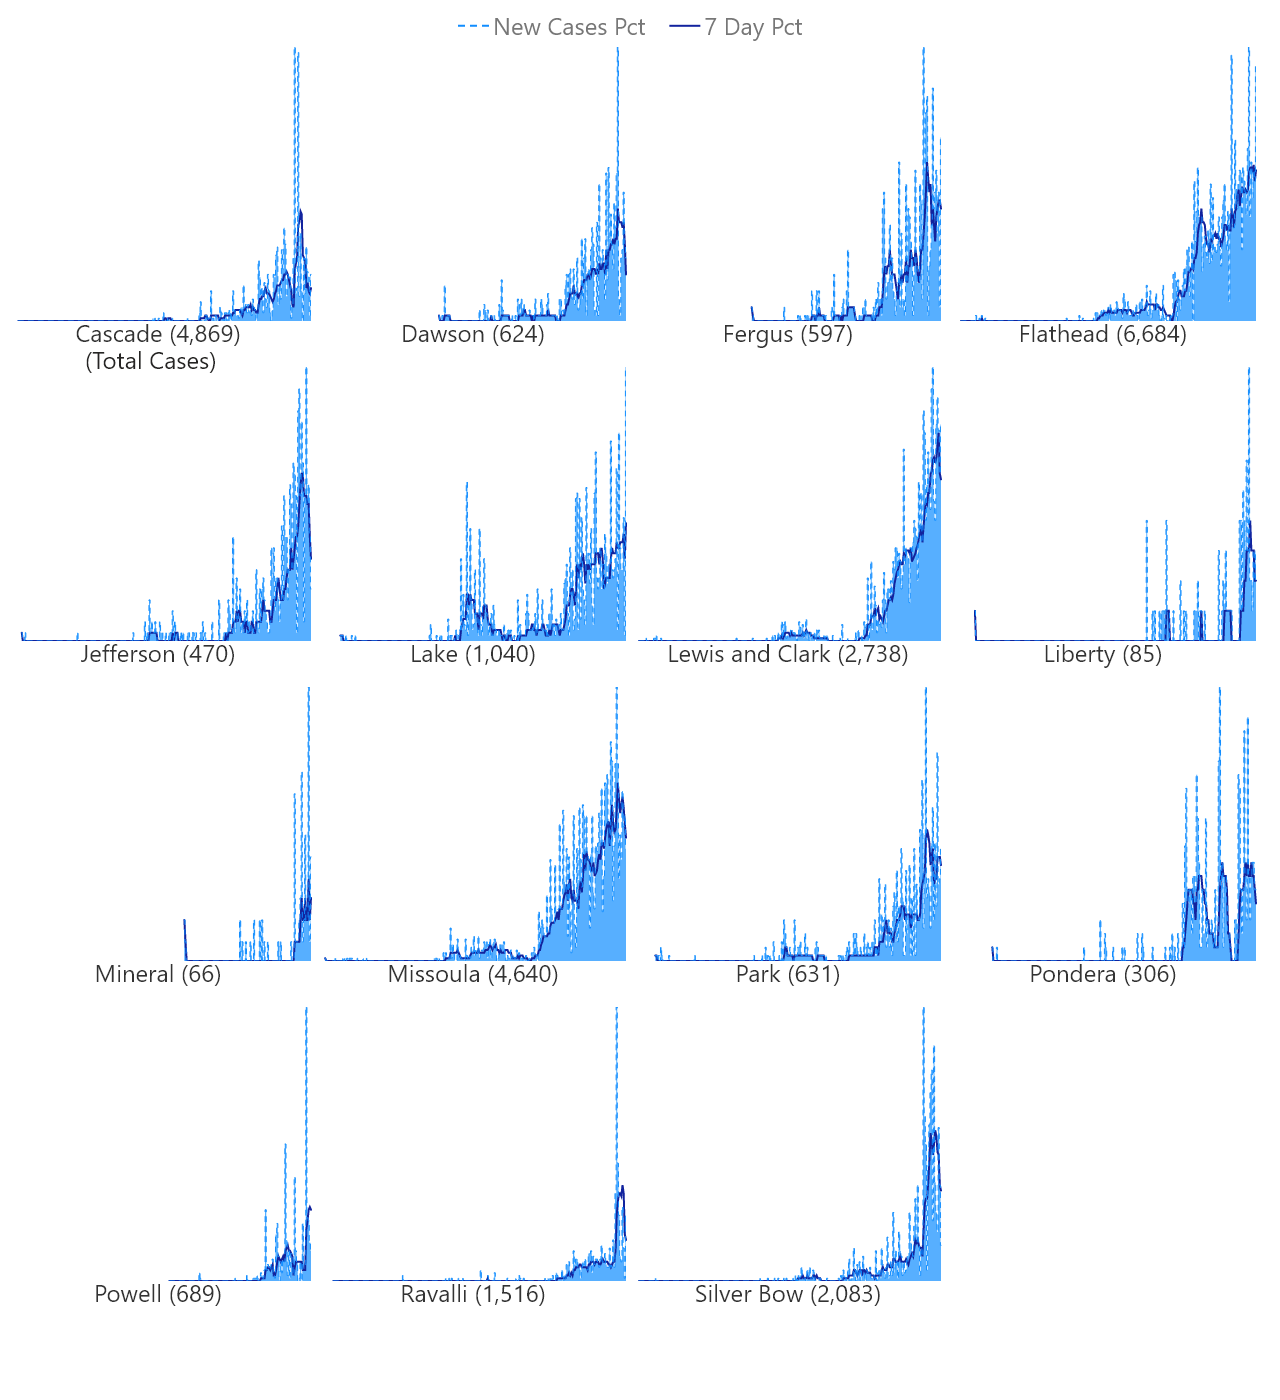 New Cases Pct 7 Day Pct
Cascade (4,869)
(Total Cases)
Dawson (624)
Fergus (597)
Flathead (6,684)
Jefferson (470)
Lake (1,040)
Lewis and Clark (2,738)
Liberty (85)
Mineral (66)
Missoula (4,640)
Park (631)
Pondera (306)
Powell (689)
Ravalli (1,516)
Silver Bow (2,083)